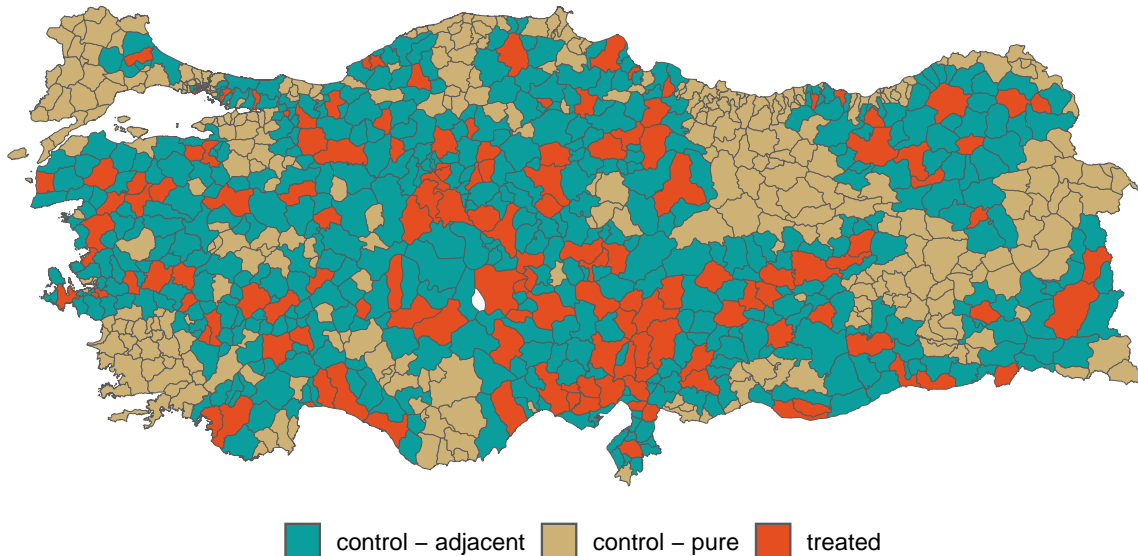 control – adjacent control – pure treated